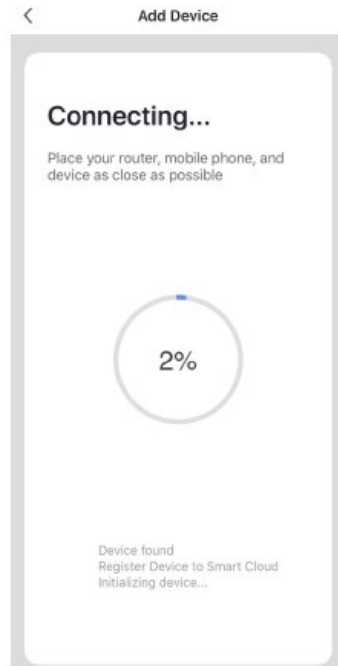 Add Device
Connecting...
Place your router, mobile phone, and
device as close as possible
2%
Device found
Register Device to Smart Cloud
Initializing device...